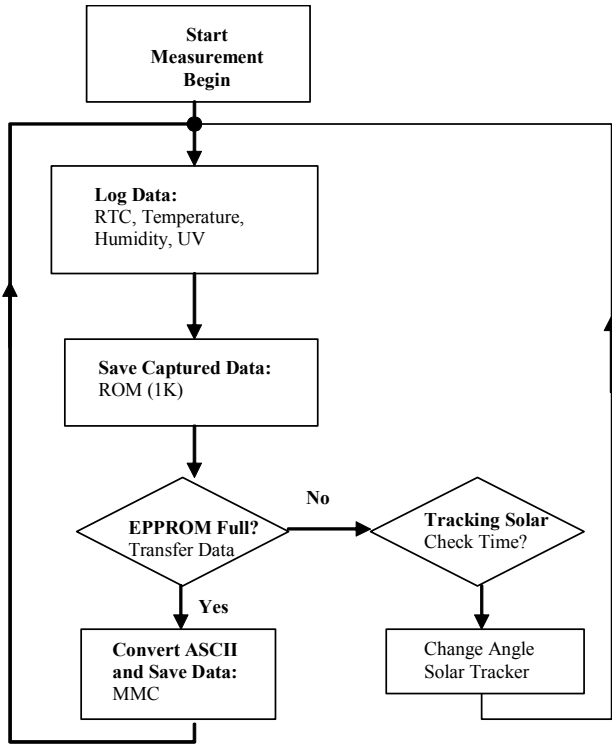 Start
Measurement
Begin
Log Data:
RTC, Temperature,
Humidity, UV
Save Captured Data:
ROM (1K)
EPPROM Full?
Transfer Data
No
Tracking Solar
Check Time?
Yes
Convert ASCII
and Save Data:
MMC
Change Angle
Solar Tracker